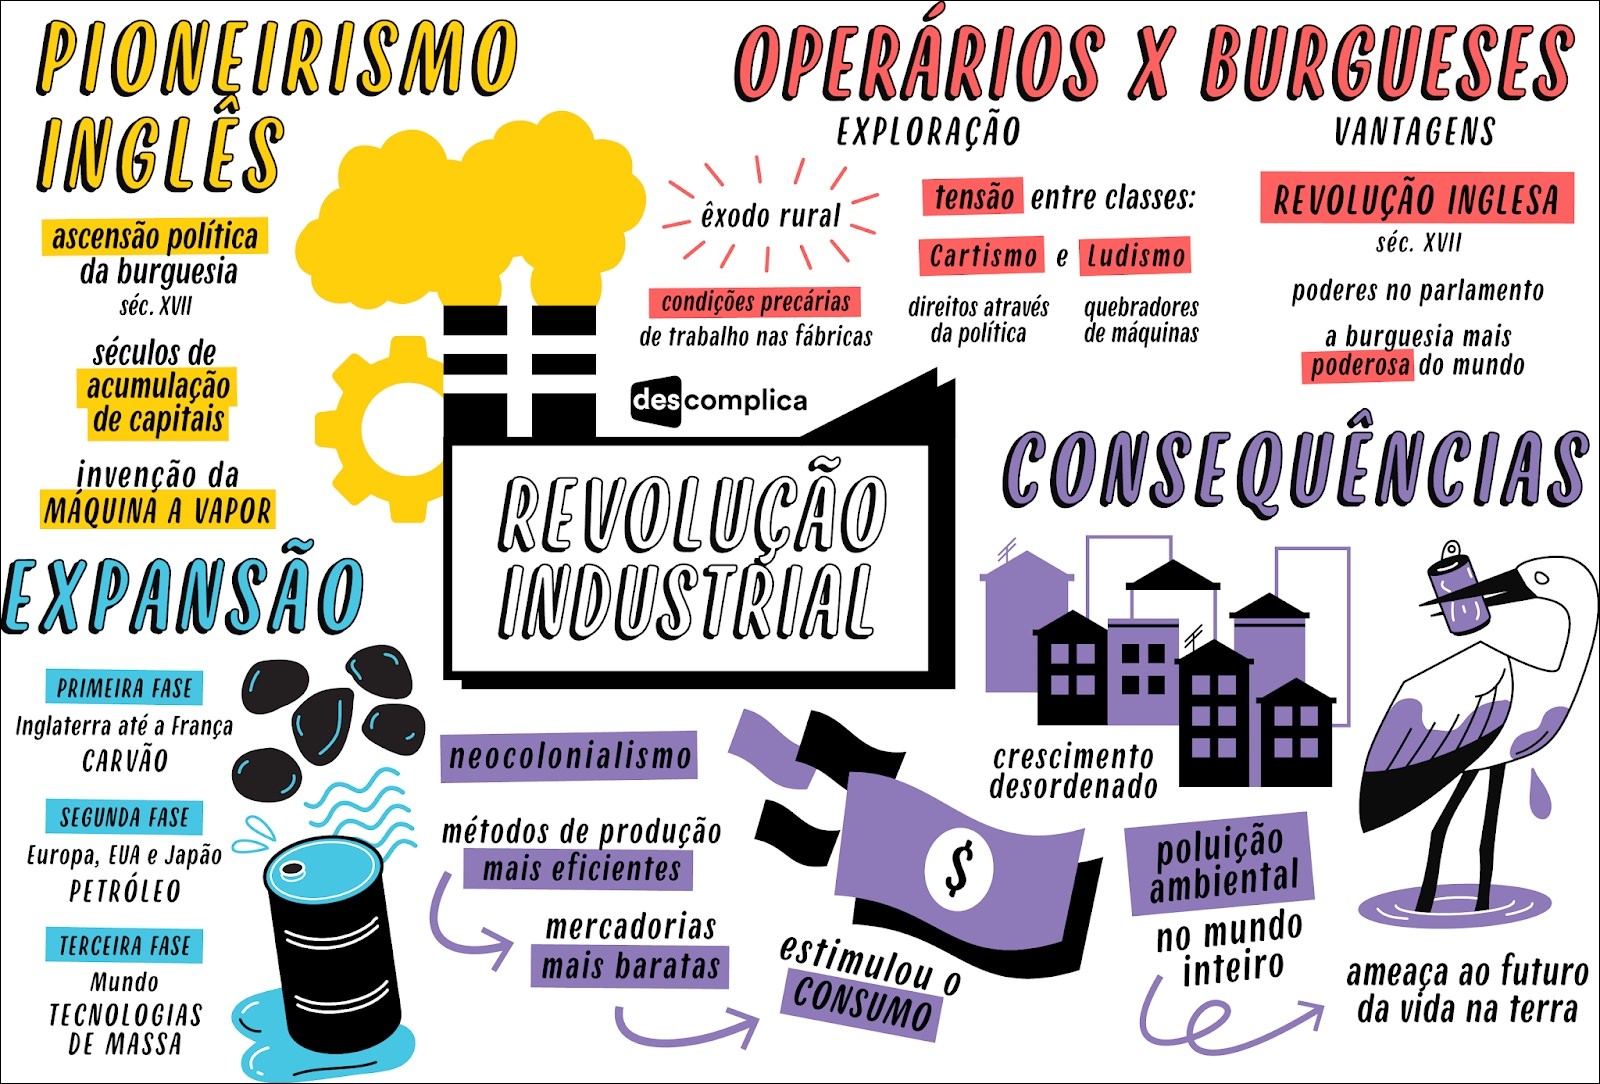 PIONEIRISMO
INGLÊS
ascensão política
da burguesia
séc. XVII
séculos de
acumulação
de capitais
invenção da
MÁQUINA A VAPOR
OPERÁRIOS X BURGUESES
EXPLORAÇÃO
êxodo rural
condições precárias
de trabalho nas fábricas
tensão entre classes:
Cartismo e Ludismo
direitos através
da política
quebradores
de máquinas
VANTAGENS
REVOLUÇÃO INGLESA
séc. XVII
poderes no parlamento
a burguesia mais
poderosa do mundo
descomplica
REVOLUÇÃO
INDUSTRIAL
EXPANSÃO
PRIMEIRA FASE
Inglaterra até a França
CARVÃO
SEGUNDA FASE
Europa, EUA e Japão
PETRÓLEO
TERCEIRA FASE
Mundo
TECNOLOGIAS
DE MASSA
CONSEQUÊNCIAS
neocolonialismo
métodos de produção
mais eficientes
mercadorias
mais baratas
estimulou o
CONSUMO
$
crescimento
desordenado
poluição
ambiental
no mundo
inteiro
ameaça ao futuro
da vida na terra